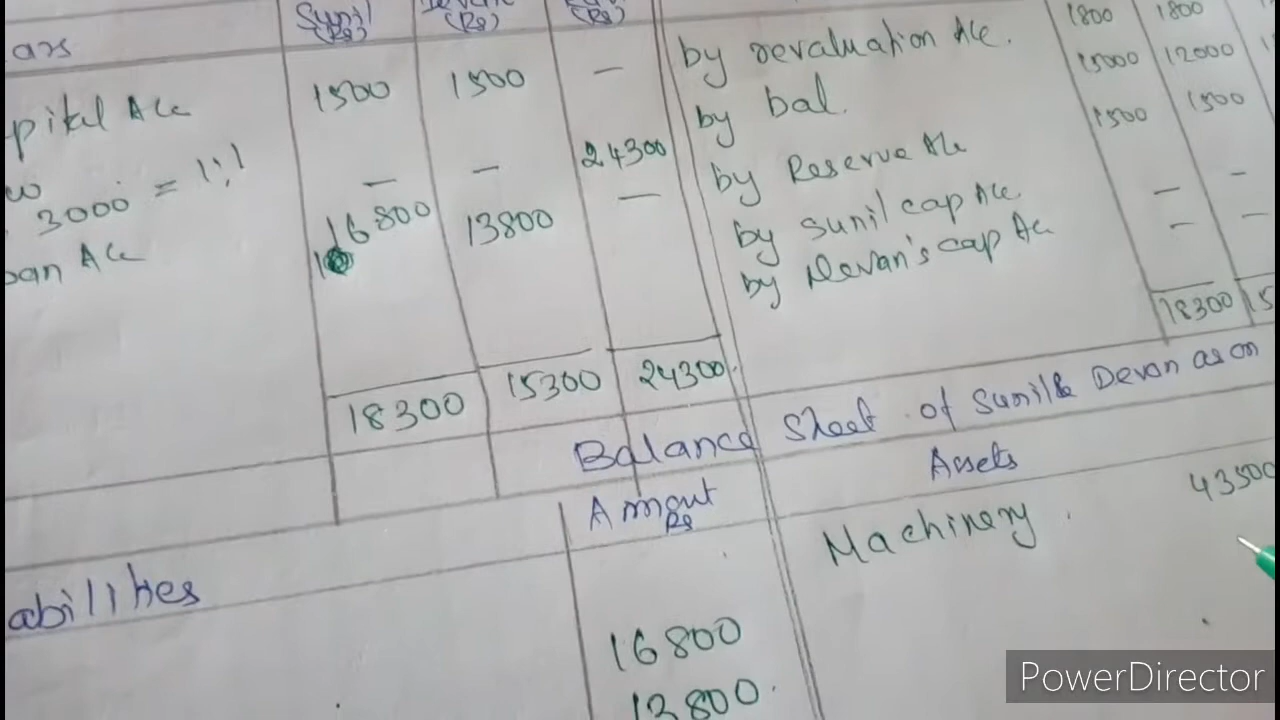 Sunil
(Rs) (Rs)
ars
by revaluation A/c. 1800 1800
pital A/c 1500 1500 —
by bal. 15000 12000
by Reserve A/c 1500 1500
3000 = 1:1 — — 24300
by sunil cap A/c. — -
oan A/c 16800 13800 —
by Devan's cap A/c — —
18300 15
18300 15300 24300
Balance Sheet of Sunil & Devan as on
abilities Amount Rs Assets
Machinery 43500
16800
13800
PowerDirector